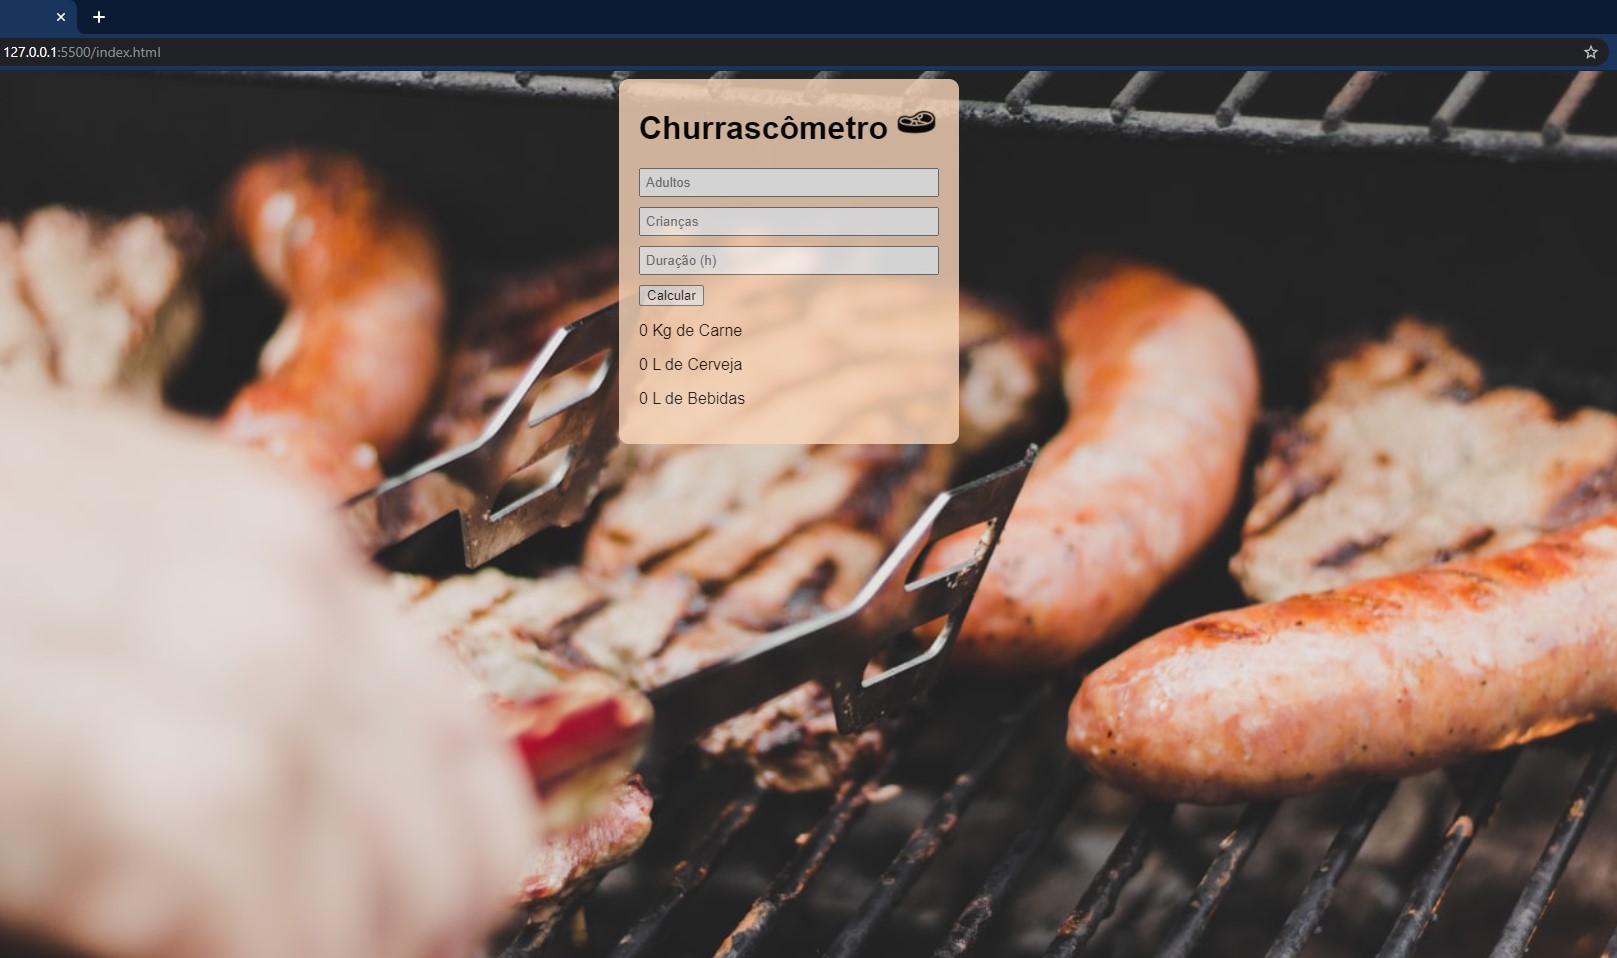 127.0.0.1:5500/index.html
Churrascômetro
Adultos
Crianças
Duração (h)
Calcular
0 Kg de Carne
0 L de Cerveja
0 L de Bebidas